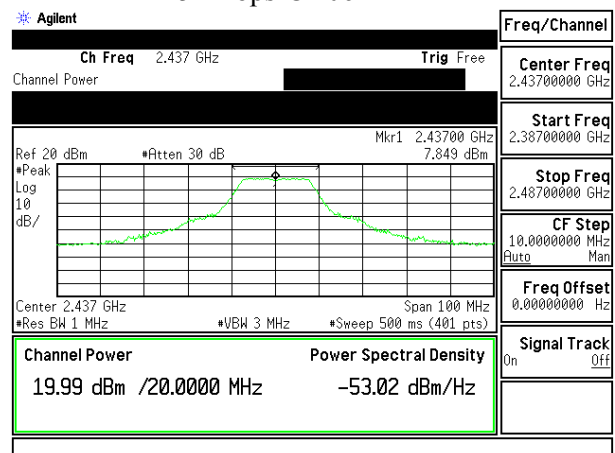 Agilent
Freq/Channel
Ch Freq 2.437 GHz Trig Free
Channel Power
Center Freq
2.43700000 GHz
Start Freq
2.38700000 GHz
Stop Freq
2.48700000 GHz
CF Step
10.0000000 MHz
Auto Man
Freq Offset
0.00000000 Hz
Signal Track
On Off
Mkr1 2.43700 GHz
Ref 20 dBm #Atten 30 dB 7.849 dBm
#Peak
Log
10
dB/
Center 2.437 GHz Span 100 MHz
#Res BW 1 MHz #VBW 3 MHz #Sweep 500 ms (401 pts)
Channel Power Power Spectral Density
19.99 dBm /20.0000 MHz -53.02 dBm/Hz